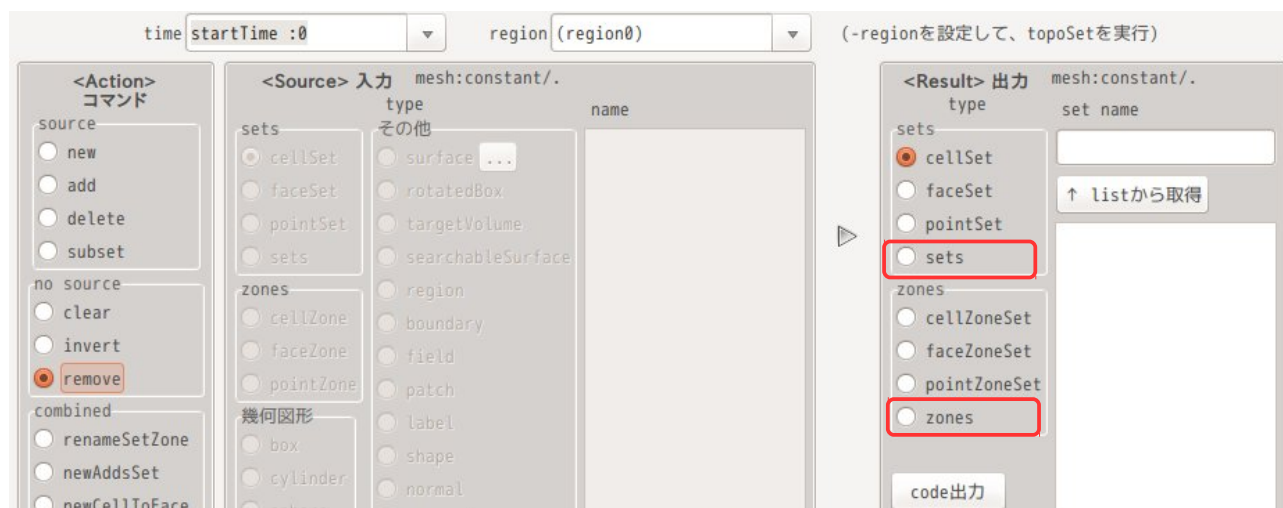 time startTime :0 region (region0) (-regionを設定して、topoSetを実行)
<Action>
コマンド
source
new
add
delete
subset
no source
clear
invert
remove
combined
renameSetZone
newAddsSet
newCellToFace
<Source> 入力 mesh:constant/.
type
name
sets
cellSet
faceSet
pointSet
sets
zones
cellZone
faceZone
pointZone
幾何図形
box
cylinder
その他
surface ...
rotatedBox
targetVolume
searchableSurface
region
boundary
field
patch
label
shape
normal
<Result> 出力 mesh:constant/.
type
set name
sets
cellSet
faceSet
pointSet
sets
zones
cellZoneSet
faceZoneSet
pointZoneSet
zones
code出力
↑ listから取得